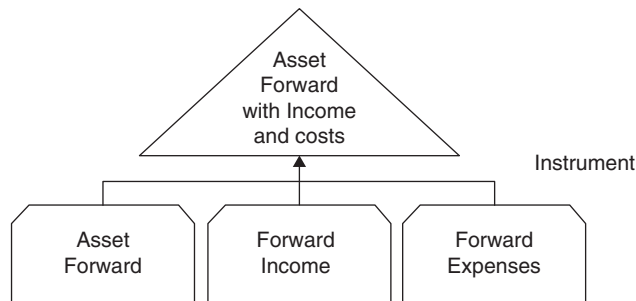 Asset
Forward
with Income
and costs
Instrument
Asset
Forward
Forward
Income
Forward
Expenses